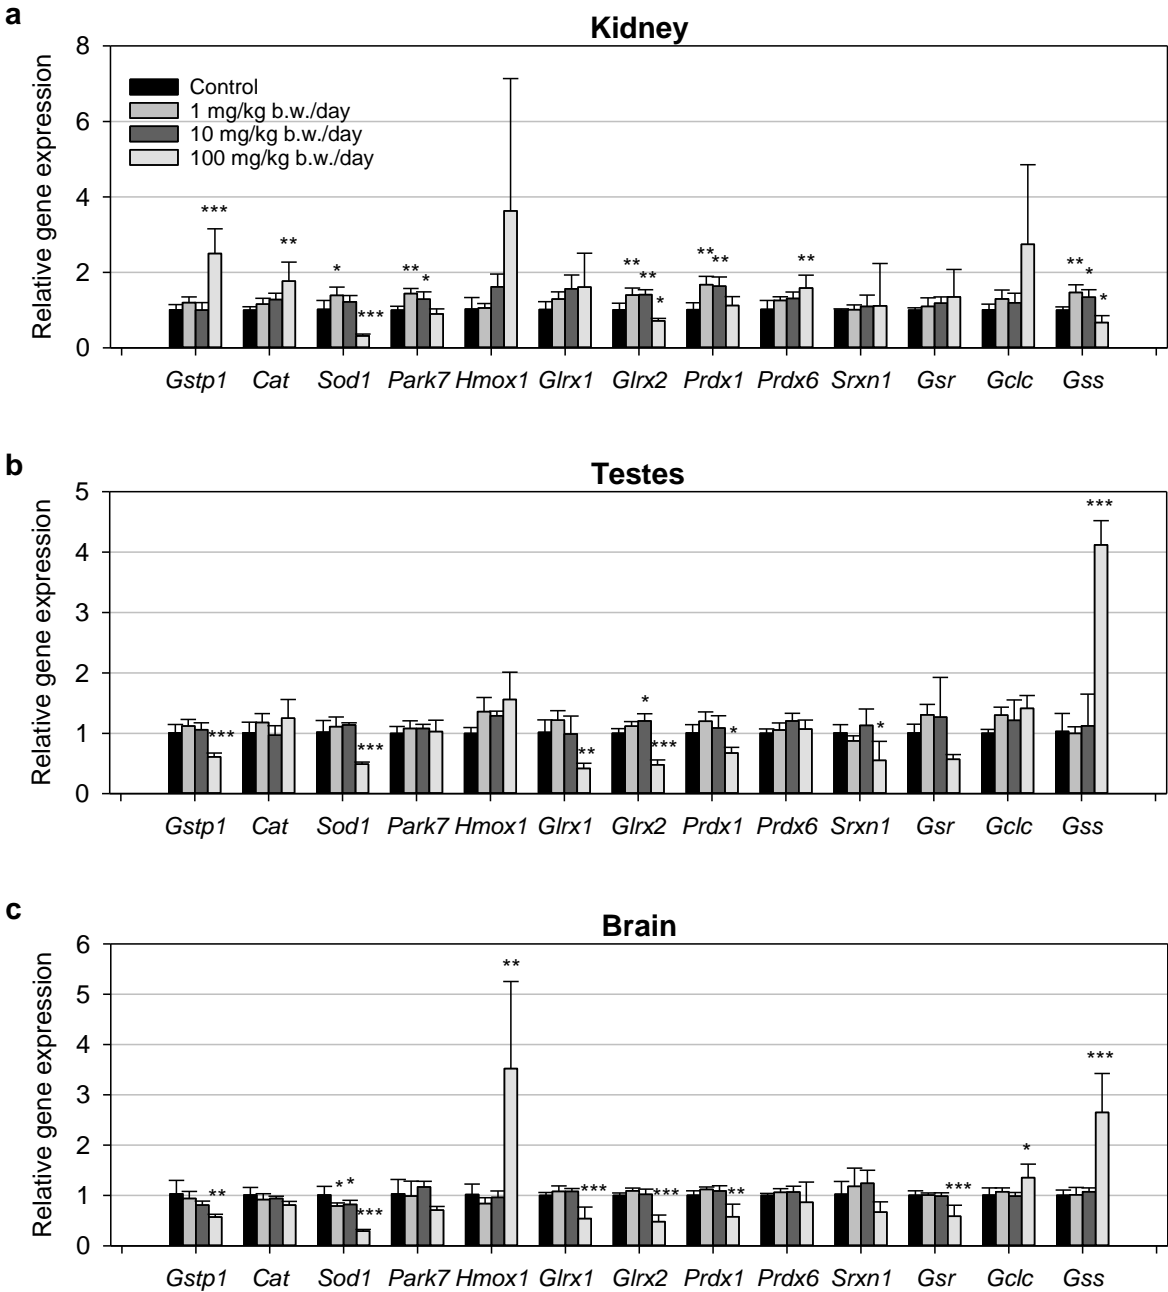 a
Kidney
8
Control
1 mg/kg b.w./day
10 mg/kg b.w./day
100 mg/kg b.w./day
6
4
2
0
Relative gene expression
*** ** * *** ** * ** ** * ** ** ** ** * *
Gstp1 Cat Sod1 Park7 Hmox1 Glrx1 Glrx2 Prdx1 Prdx6 Srxn1 Gsr Gclc Gss
b
Testes
5
4
3
2
1
0
Relative gene expression
*** *** ** * *** * * ***
Gstp1 Cat Sod1 Park7 Hmox1 Glrx1 Glrx2 Prdx1 Prdx6 Srxn1 Gsr Gclc Gss
c
Brain
6
5
4
3
2
1
0
Relative gene expression
** * * *** ** *** *** ** *** * ***
Gstp1 Cat Sod1 Park7 Hmox1 Glrx1 Glrx2 Prdx1 Prdx6 Srxn1 Gsr Gclc Gss